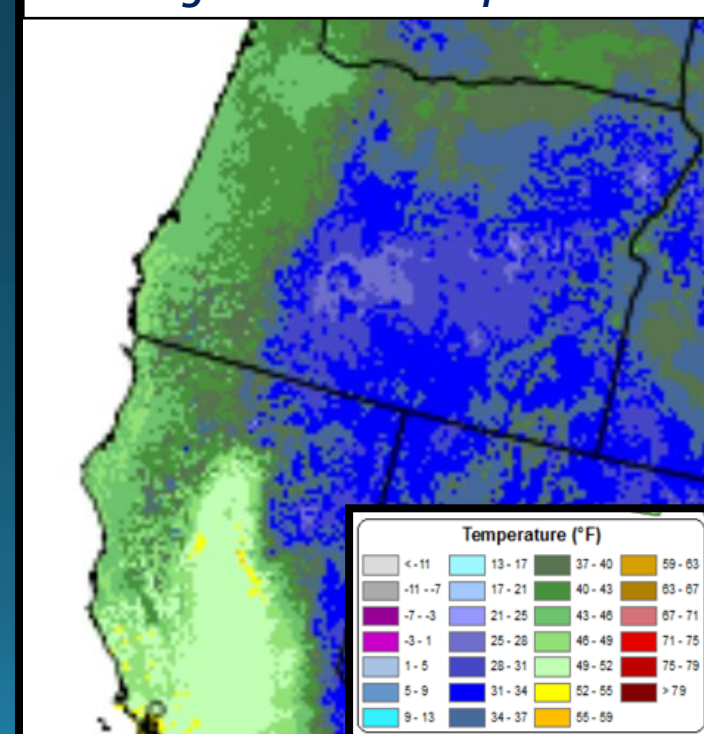 Temperature (°F)
< -11 13 - 17 37 - 40 59 - 63
-11 - -7 17 - 21 40 - 43 63 - 67
-7 - -3 21 - 25 43 - 46 67 - 71
-3 - 1 25 - 28 46 - 49 71 - 75
1 - 5 28 - 31 49 - 52 75 - 79
5 - 9 31 - 34 52 - 55 > 79
9 - 13 34 - 37 55 - 59